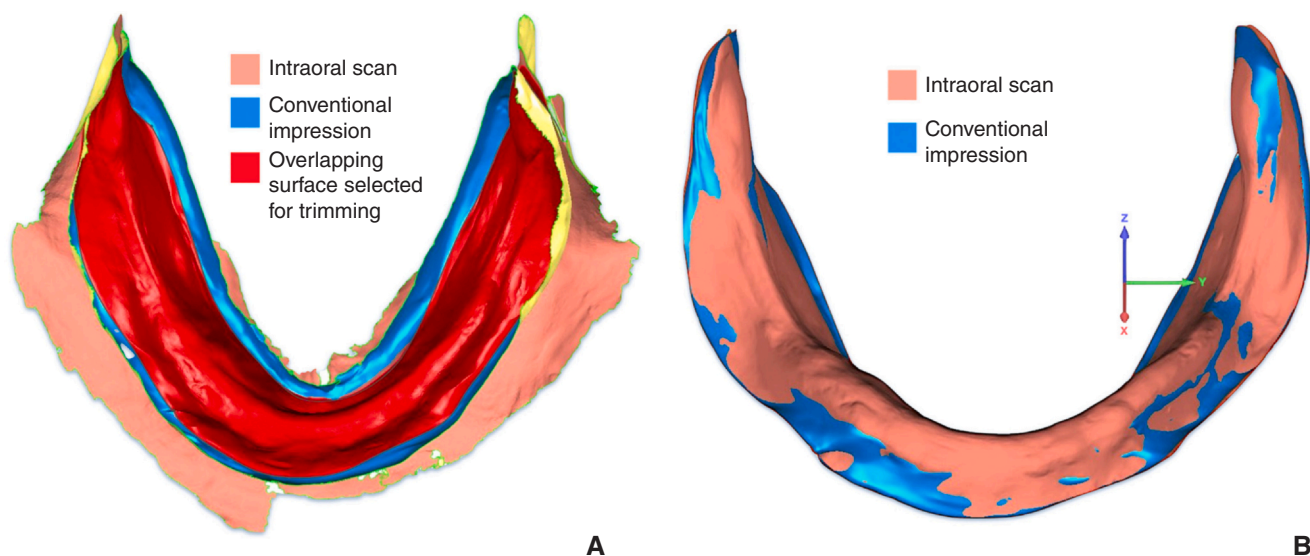 Intraoral scan
Conventional
impression
Overlapping
surface selected
for trimming
A
Intraoral scan
Conventional
impression
Z
Y
X
B